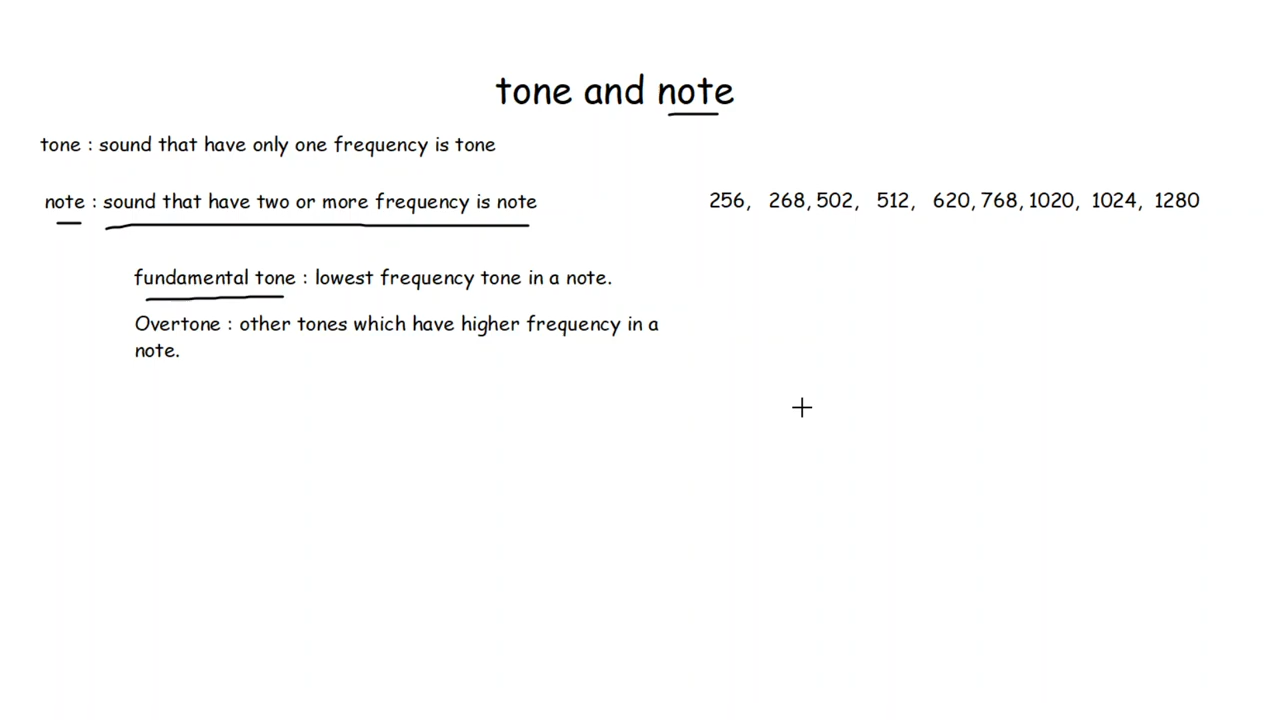 tone and note
tone : sound that have only one frequency is tone
note : sound that have two or more frequency is note
256, 268, 502, 512, 620, 768, 1020, 1024, 1280
fundamental tone : lowest frequency tone in a note.
Overtone : other tones which have higher frequency in a
note.